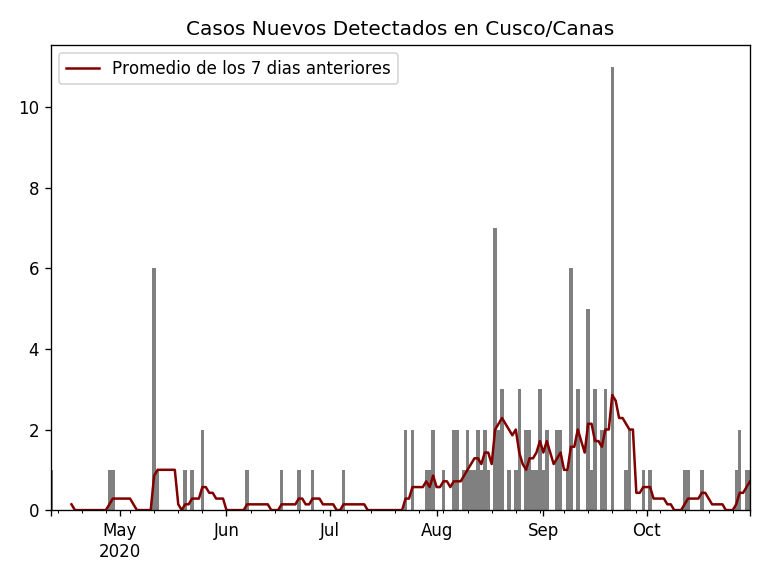 Casos Nuevos Detectados en Cusco/Canas
Promedio de los 7 dias anteriores
10
8
6
4
2
0
May Jun Jul Aug Sep Oct
2020